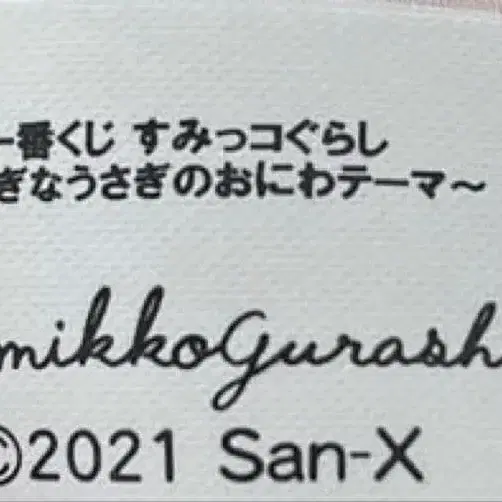 一番くじ すみっコぐらし
ぎなうさぎのおにわテーマ～
mikkoGurash
©2021 San-X